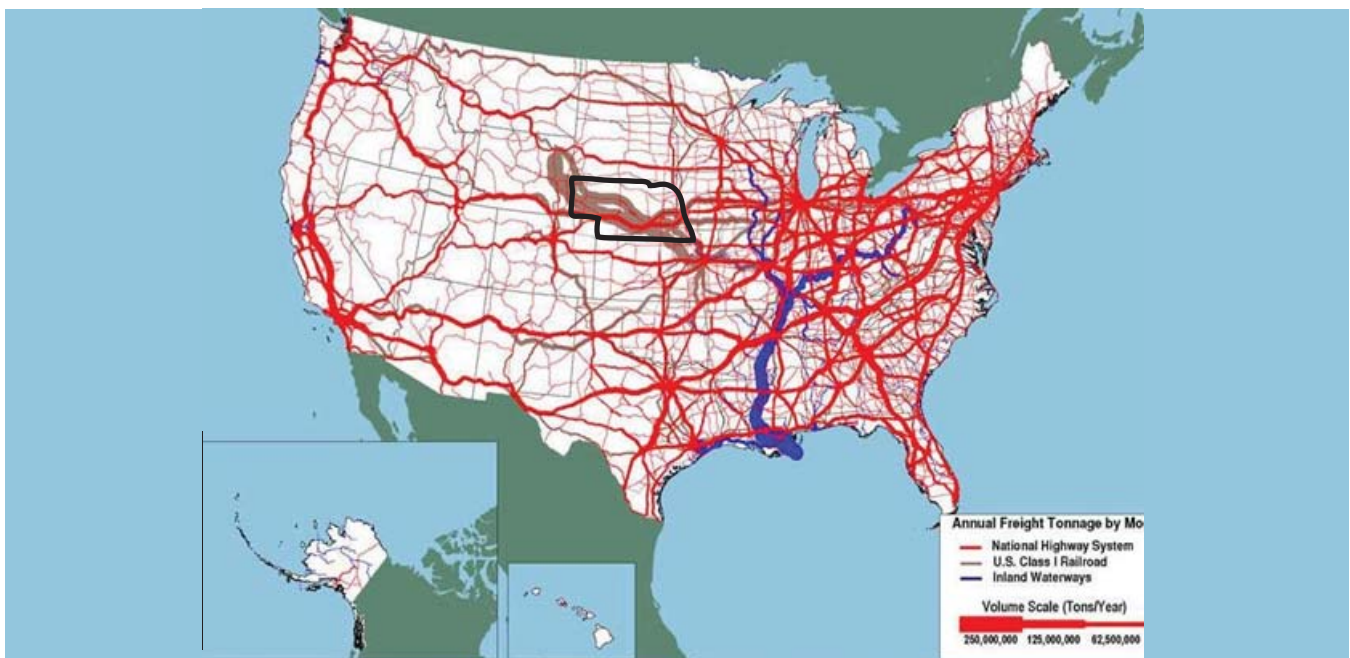 Annual Freight Tonnage by Mo
National Highway System
U.S. Class I Railroad
Inland Waterways
Volume Scale (Tons/Year)
250,000,000 125,000,000 62,500,000